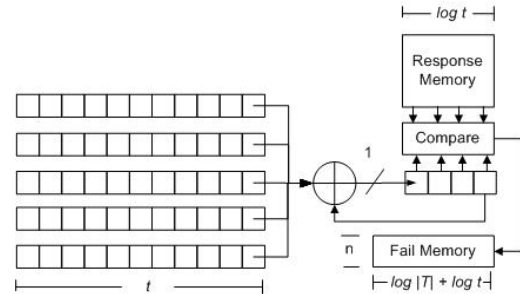 log t
Response
Memory
Compare
1
n
Fail Memory
t
log |T| + log t